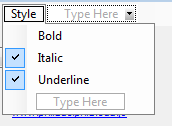 Style Type Here
Bold
Italic
Underline
Type Here